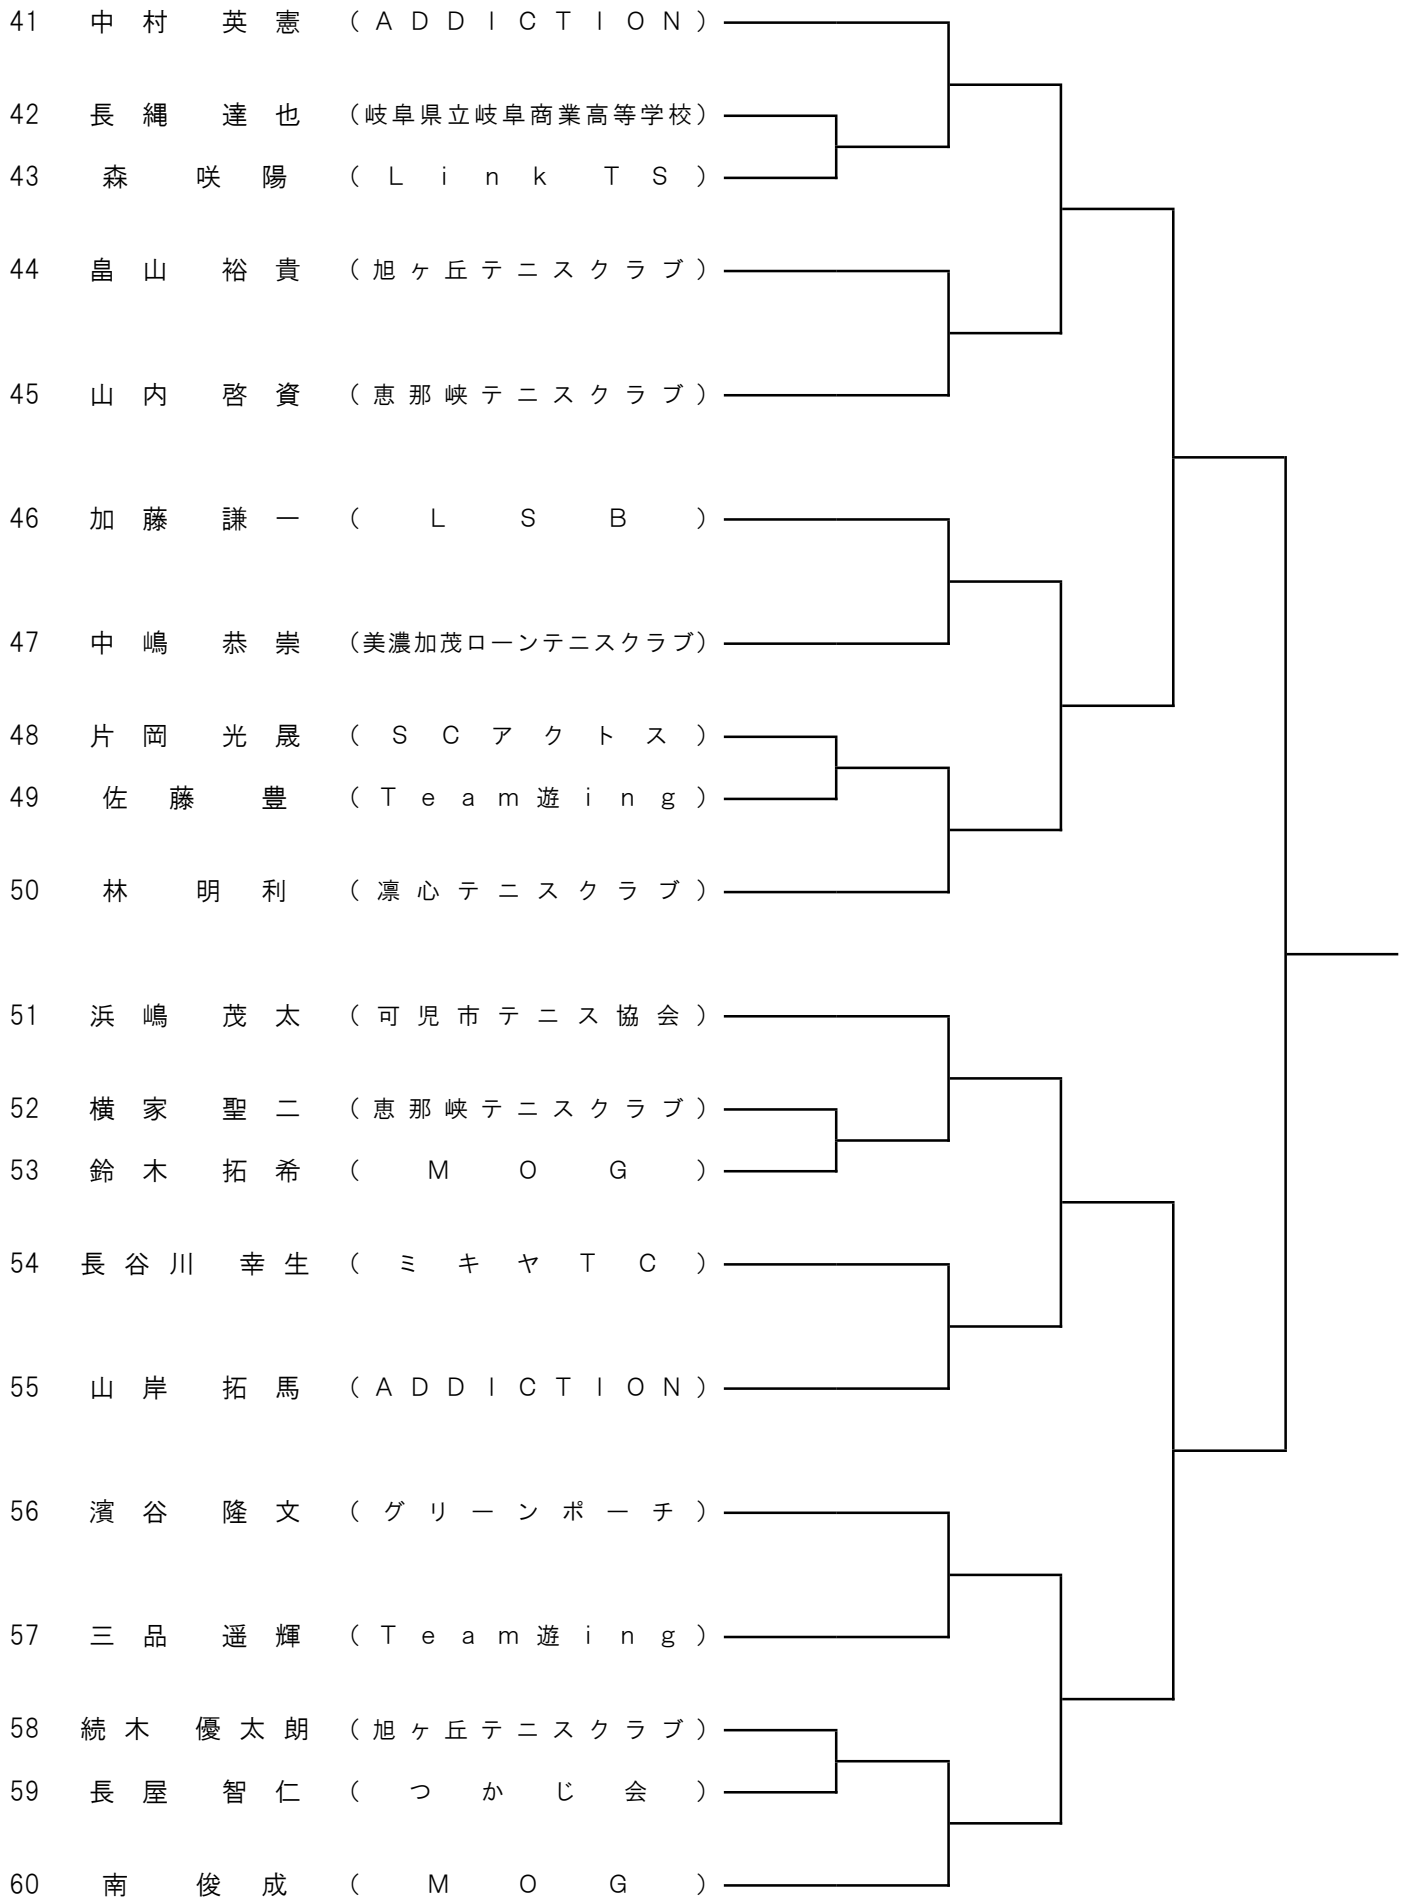 41 中村 英憲 (ADDICTION)
42 長縄 達也 (岐阜県立岐阜商業高等学校)
43 森 咲陽 (Link TS)
44 畠山 裕貴 (旭ヶ丘テニスクラブ)
45 山内 啓資 (恵那峡テニスクラブ)
46 加藤 謙一 (LSB)
47 中嶋 恭崇 (美濃加茂ローンテニスクラブ)
48 片岡 光晟 (SCアクトス)
49 佐藤 豊 (Team遊ing)
50 林 明利 (凛心テニスクラブ)
51 浜嶋 茂太 (可児市テニス協会)
52 横家 聖二 (恵那峡テニスクラブ)
53 鈴木 拓希 (MOG)
54 長谷川 幸生 (ミキヤTC)
55 山岸 拓馬 (ADDICTION)
56 濱谷 隆文 (グリーンポーチ)
57 三品 遥輝 (Team遊ing)
58 続木 優太朗 (旭ヶ丘テニスクラブ)
59 長屋 智仁 (つかじ会)
60 南 俊成 (MOG)